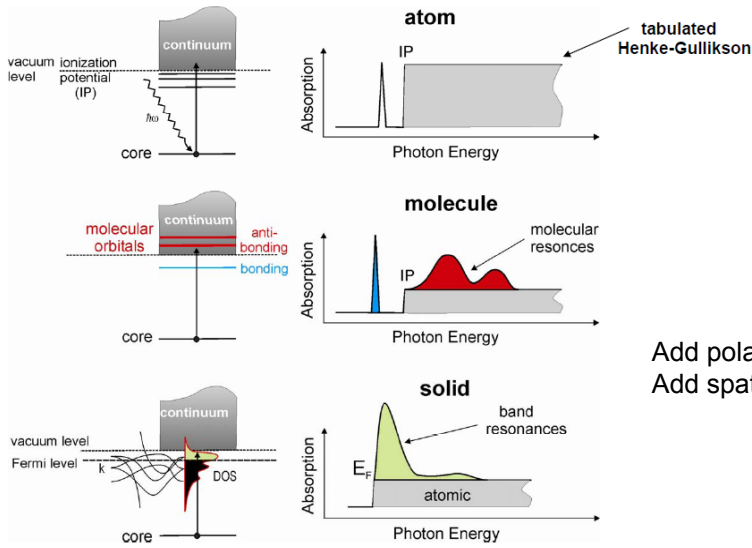 atom
tabulated
Henke-Gullikson
continuum
vacuum
level
ionization
potential
(IP)
ħω
core
Absorption
IP
Photon Energy
molecule
continuum
molecular
orbitals
anti-
bonding
bonding
core
Absorption
IP
molecular
resonces
Photon Energy
Add pola
Add spat
solid
continuum
vacuum level
Fermi level
k
DOS
core
Absorption
E_F
band
resonances
atomic
Photon Energy